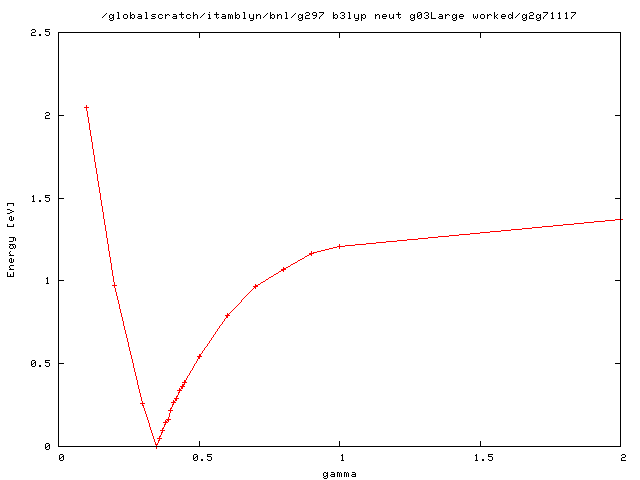 /globalscratch/itamblyn/bnl/g297 b3lyp neut g03Large worked/g2g71117
2.5
2
1.5
1
0.5
0
Energy [eV]
0 0.5 1 1.5 2
gamma